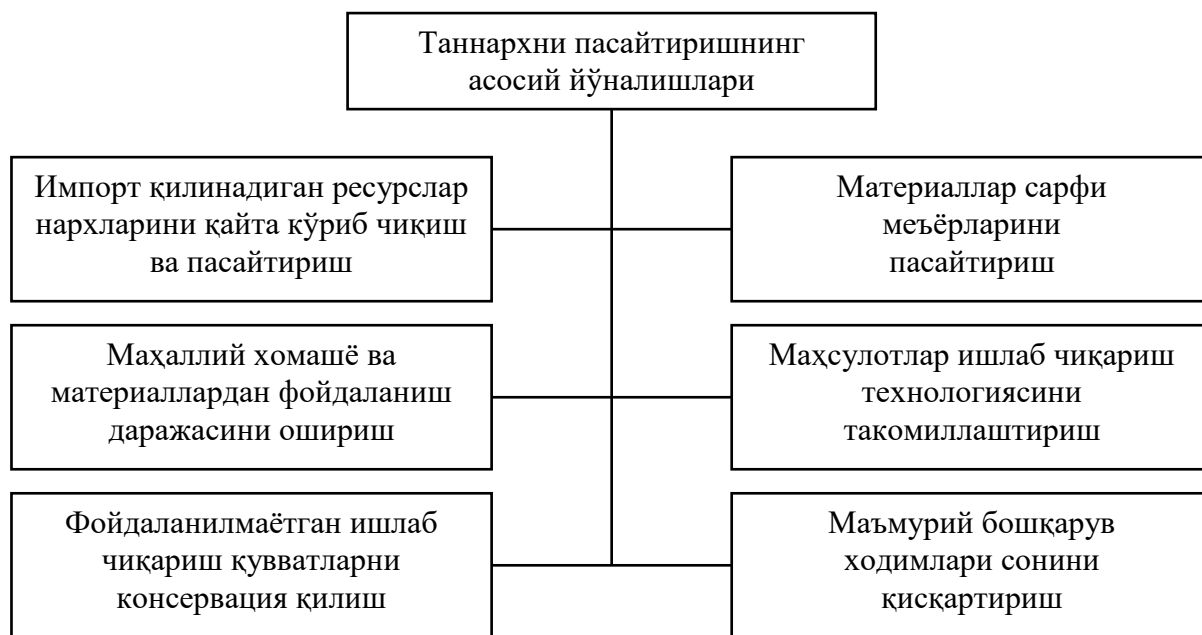 Таннархни пасайтиришнинг
асосий йўналишлари
Импорт қилинадиган ресурслар
нархларини қайта кўриб чиқиш
ва пасайтириш
Материаллар сарфи
меъёрларини
пасайтириш
Маҳаллий хомашё ва
материаллардан фойдаланиш
даражасини ошириш
Маҳсулотлар ишлаб чиқариш
технологиясини
такомиллаштириш
Фойдаланилмаётган ишлаб
чиқариш қувватларни
консервация қилиш
Маъмурий бошқарув
ходимлари сонини
қисқартириш